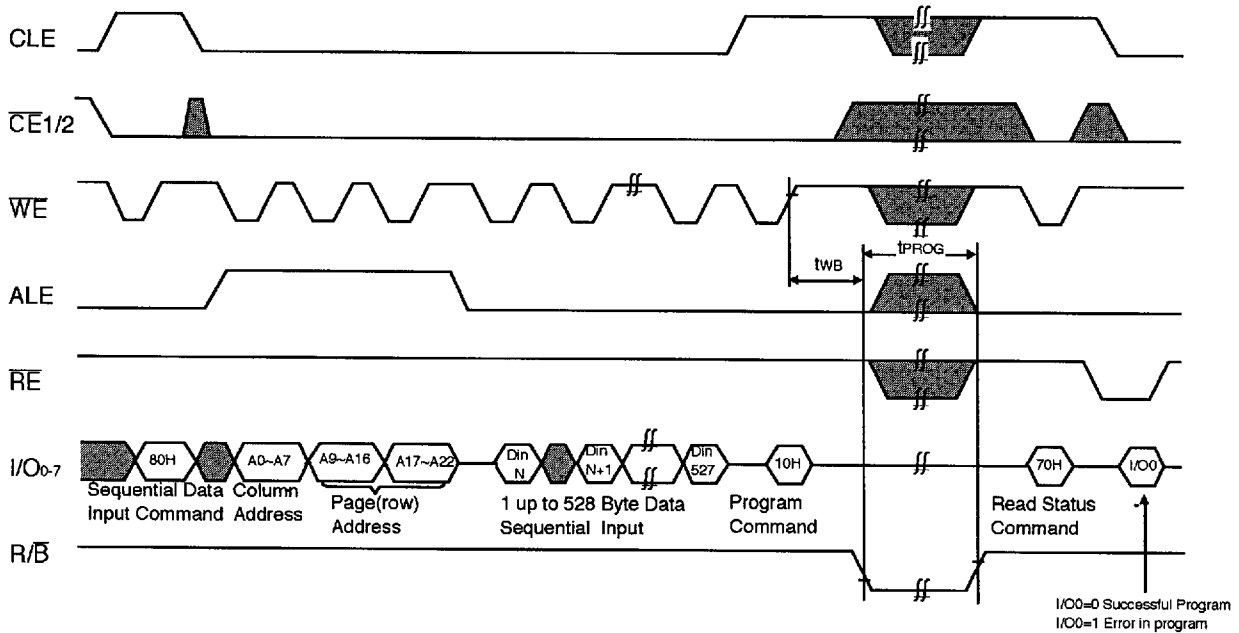 CLE
CE1/2
WE
tWB
tPROG
ALE
RE
I/O0-7
80H
A0~A7
A9~A16
A17~A22
Din
N
Din
N+1
Din
527
10H
70H
I/O0
Sequential Data
Input Command
Column
Address
Page(row)
Address
1 up to 528 Byte Data
Sequential Input
Program
Command
Read Status
Command
R/B
I/O0=0 Successful Program
I/O0=1 Error in program